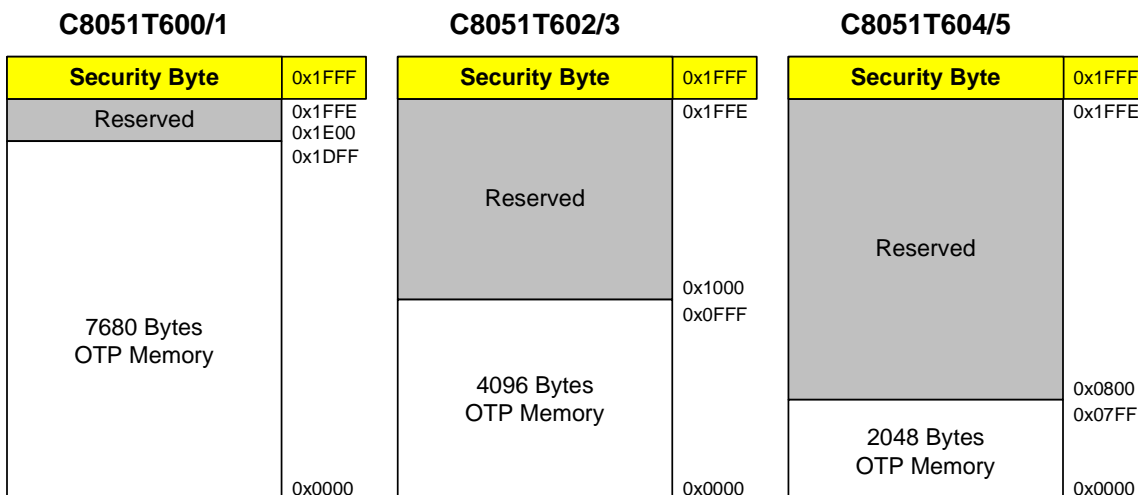 C8051T600/1
Security Byte 0x1FFF
Reserved
0x1FFE
0x1E00
0x1DFF
7680 Bytes
OTP Memory
0x0000
C8051T602/3
Security Byte 0x1FFF
0x1FFE
Reserved
0x1000
0x0FFF
4096 Bytes
OTP Memory
0x0000
C8051T604/5
Security Byte 0x1FFF
0x1FFE
Reserved
0x0800
0x07FF
2048 Bytes
OTP Memory
0x0000